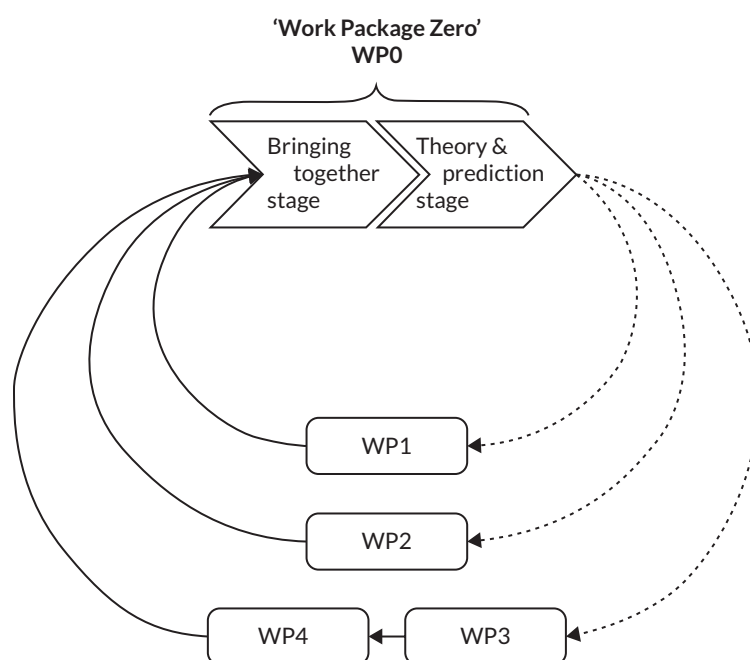 ‘Work Package Zero’
WP0
Bringing
together
stage
Theory &
prediction
stage
WP1
WP2
WP4
WP3